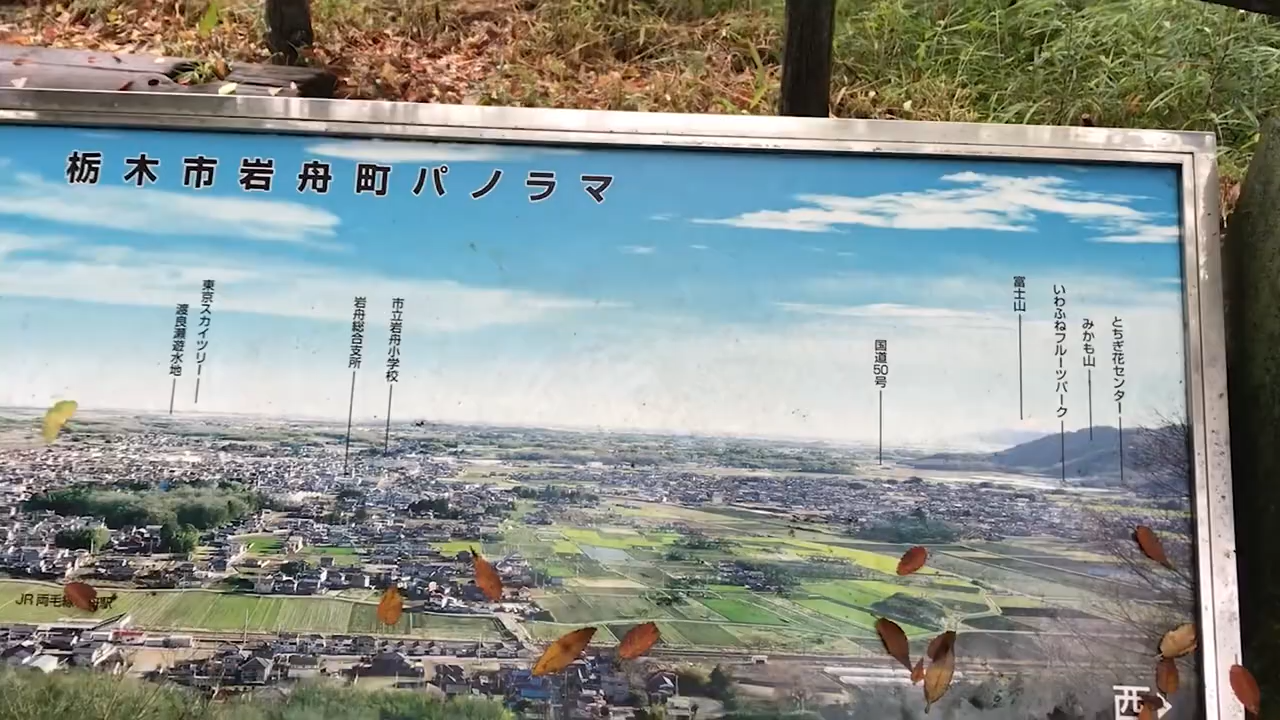 栃木市岩舟町パノラマ
東京スカイツリー
渡良瀬遊水地
岩舟総合支所
市立岩舟小学校
国道50号
富士山
いわふねフルーツパーク
みかも山
とちぎ花センター
JR両毛線
駅
西